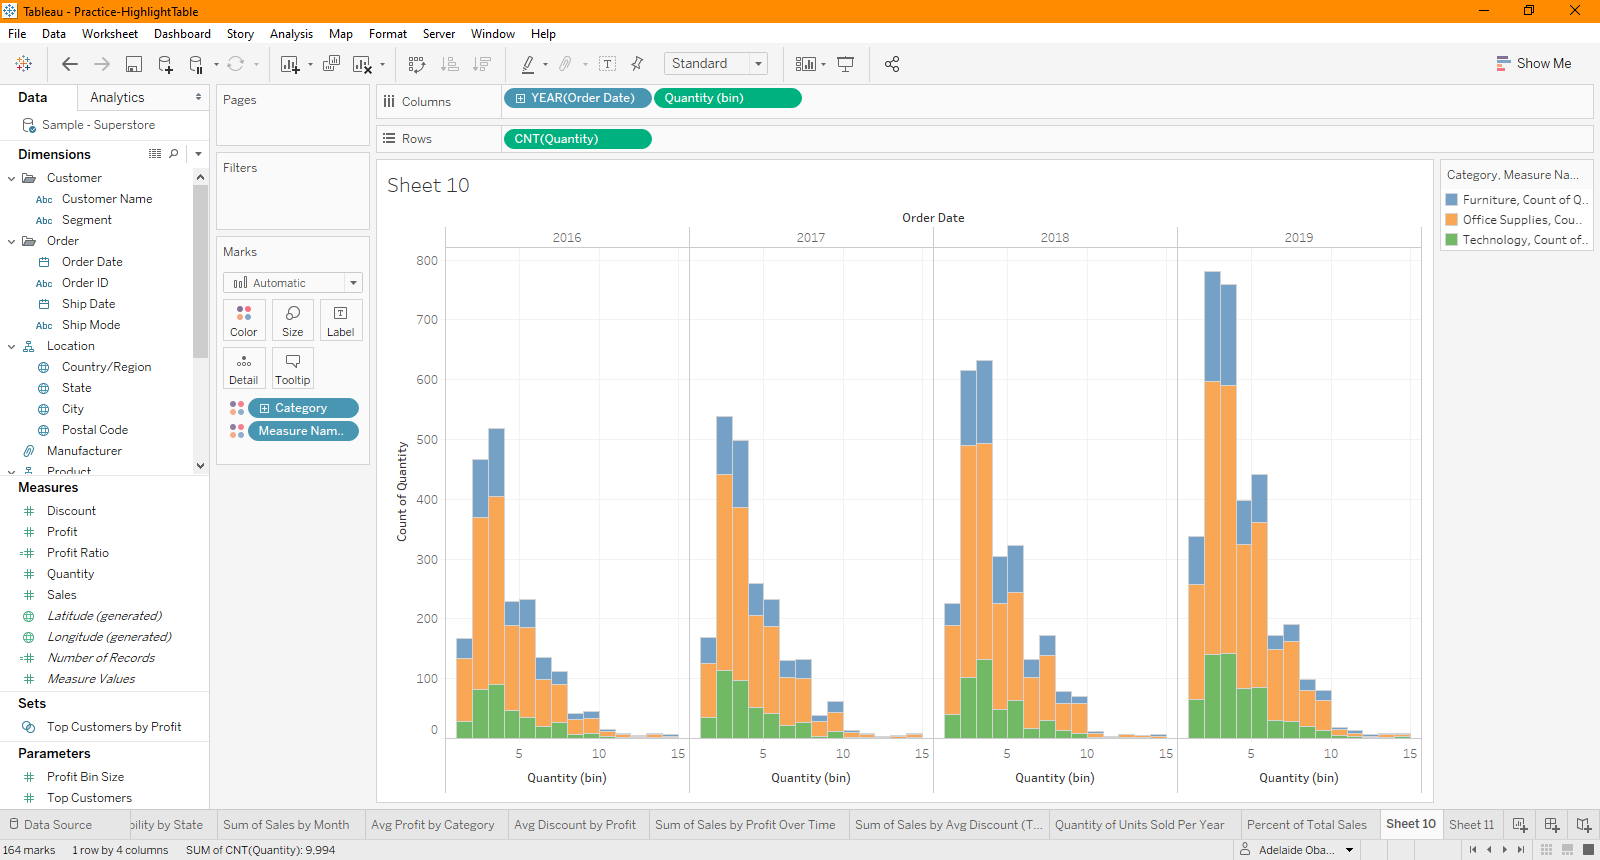 Tableau - Practice-HighlightTable
File Data Worksheet Dashboard Story Analysis Map Format Server Window Help
Standard
Show Me
Data Analytics
Sample - Superstore
Dimensions
Customer
Abc Customer Name
Abc Segment
Order
Order Date
Abc Order ID
Ship Date
Abc Ship Mode
Location
Country/Region
State
City
Postal Code
Manufacturer
Product
Measures
Discount
Profit
Profit Ratio
Quantity
Sales
Latitude (generated)
Longitude (generated)
Number of Records
Measure Values
Sets
Top Customers by Profit
Parameters
Profit Bin Size
Top Customers
Pages
Filters
Marks
Automatic
Color Size Label
Detail Tooltip
Category
Measure Nam..
Columns YEAR(Order Date) Quantity (bin)
Rows CNT(Quantity)
Sheet 10
Order Date
2016 2017 2018 2019
Count of Quantity
800
700
600
500
400
300
200
100
0
5 10 15 5 10 15 5 10 15 5 10 15
Quantity (bin) Quantity (bin) Quantity (bin) Quantity (bin)
Category, Measure Na...
Furniture, Count of Q..
Office Supplies, Cou..
Technology, Count of..
Data Source bility by State Sum of Sales by Month Avg Profit by Category Avg Discount by Profit Sum of Sales by Profit Over Time Sum of Sales by Avg Discount (T... Quantity of Units Sold Per Year Percent of Total Sales Sheet 10 Sheet 11
164 marks 1 row by 4 columns SUM of CNT(Quantity): 9,994 Adelaide Oba...